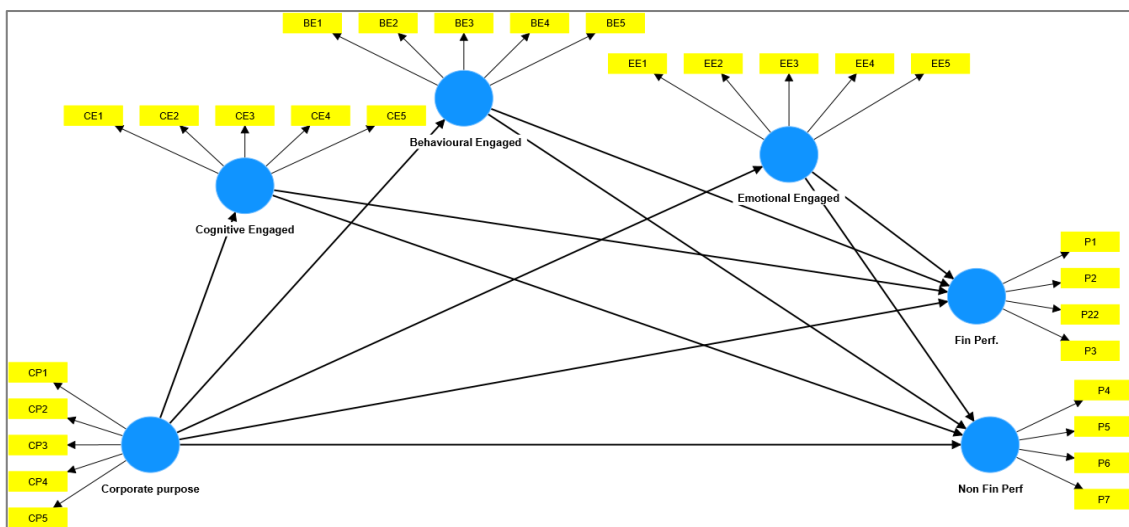 BE1
BE2
BE3
BE4
BE5
EE1
EE2
EE3
EE4
EE5
CE1
CE2
CE3
CE4
CE5
Behavioural Engaged
Emotional Engaged
Cognitive Engaged
P1
P2
P22
P3
Fin Perf.
CP1
CP2
CP3
CP4
CP5
Corporate purpose
P4
P5
P6
P7
Non Fin Perf